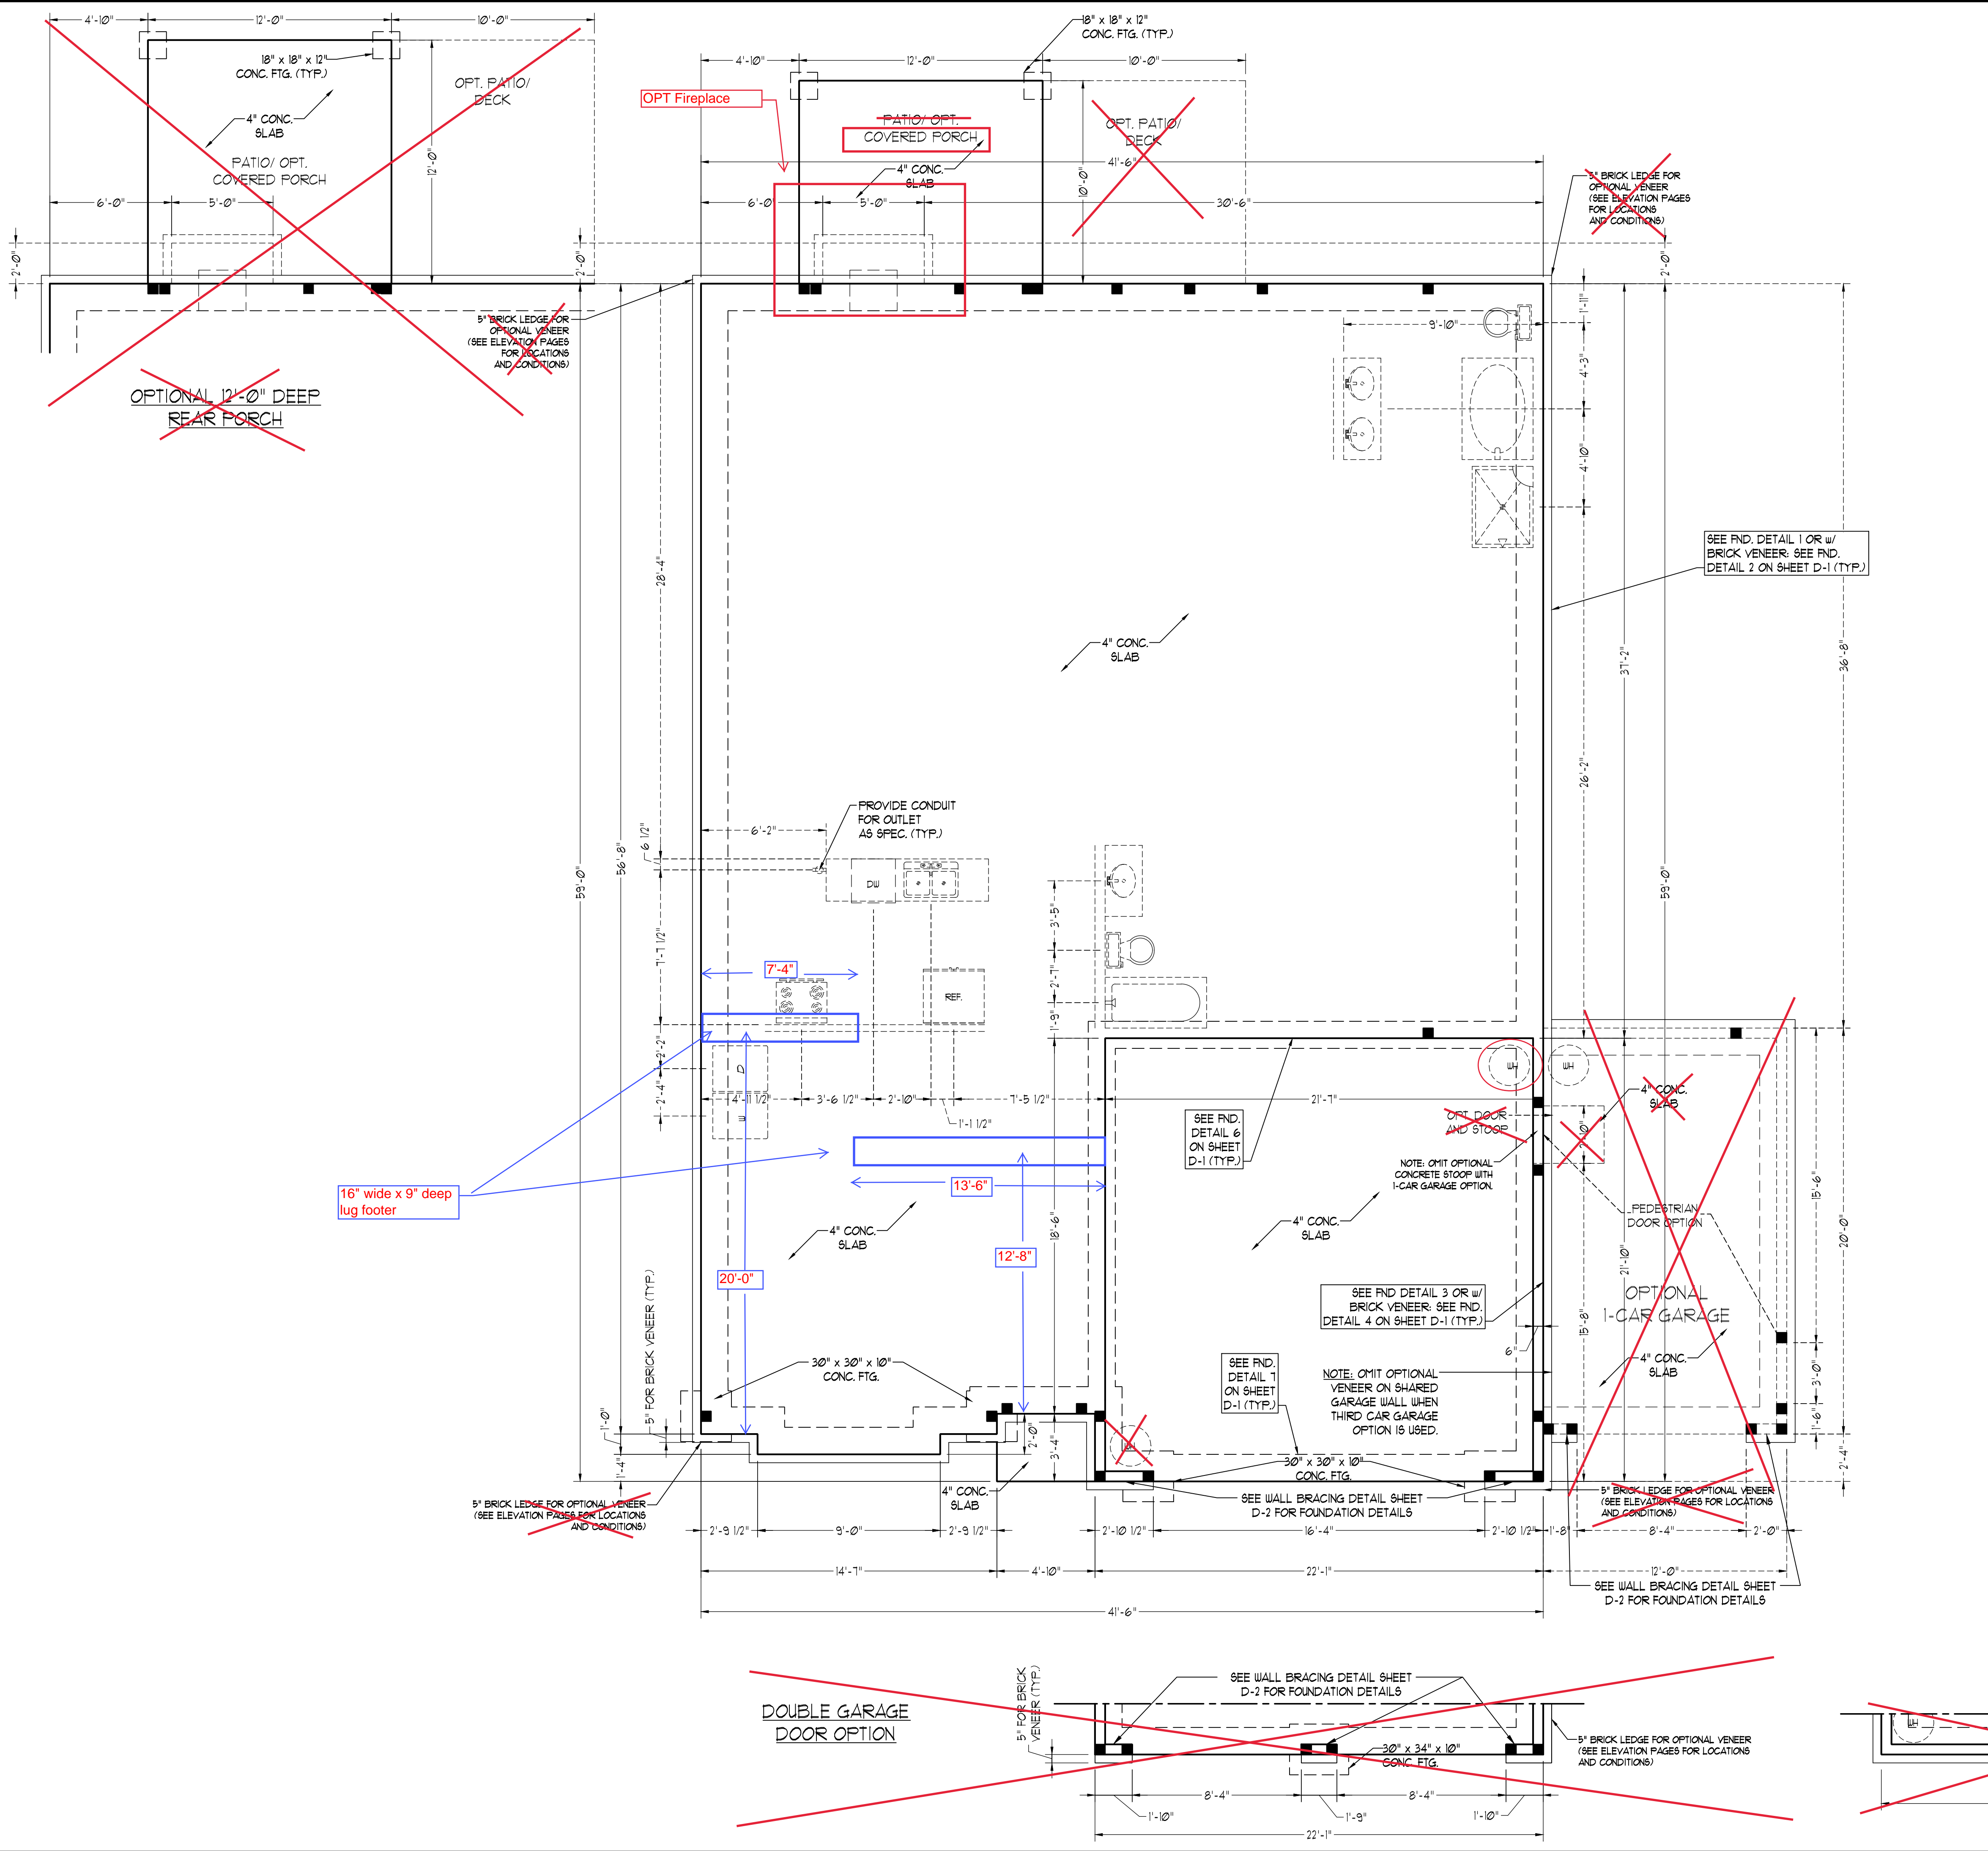 4'-10"
12'-0"
10'-0"
18" x 18" x 12"
CONC. FTG. (TYP.)
OPT. PATIO/
DECK
4" CONC.
SLAB
PATIO/ OPT.
COVERED PORCH
12'-0"
6'-0"
5'-0"
2'-0"
5" BRICK LEDGE FOR
OPTIONAL VENEER
(SEE ELEVATION PAGES
FOR LOCATIONS
AND CONDITIONS)
OPTIONAL 12'-0" DEEP
REAR PORCH
18" x 18" x 12"
CONC. FTG. (TYP.)
4'-10"
12'-0"
10'-0"
OPT Fireplace
PATIO/ OPT.
COVERED PORCH
OPT. PATIO/
DECK
41'-6"
4" CONC.
SLAB
10'-0"
6'-0"
5'-0"
30'-6"
2'-0"
5" BRICK LEDGE FOR
OPTIONAL VENEER
(SEE ELEVATION PAGES
FOR LOCATIONS
AND CONDITIONS)
2'-0"
1'-11"
9'-10"
4'-3"
4'-10"
SEE FND. DETAIL 1 OR w/
BRICK VENEER: SEE FND.
DETAIL 2 ON SHEET D-1 (TYP.)
28'-4"
4" CONC.
SLAB
37'-2"
36'-8"
26'-2"
PROVIDE CONDUIT
FOR OUTLET
AS SPEC. (TYP.)
6'-2"
6 1/2"
56'-8"
59'-0"
59'-0"
DW
3'-5"
7'-7 1/2"
7'-4"
REF.
2'-7"
1'-9"
2'-2"
D
2'-4"
W
4'-11 1/2"
3'-6 1/2"
2'-10"
7'-5 1/2"
21'-7"
1'-1 1/2"
WH
WH
4" CONC.
SLAB
OPT DOOR
AND STOOP
SEE FND.
DETAIL 6
ON SHEET
D-1 (TYP.)
NOTE: OMIT OPTIONAL
CONCRETE STOOP WITH
1-CAR GARAGE OPTION.
16" wide x 9" deep
lug footer
13'-6"
PEDESTRIAN
DOOR OPTION
15'-6"
20'-0"
4" CONC.
SLAB
18'-6"
4" CONC.
SLAB
12'-8"
20'-0"
21'-10"
OPTIONAL
1-CAR GARAGE
SEE FND DETAIL 3 OR w/
BRICK VENEER: SEE FND.
DETAIL 4 ON SHEET D-1 (TYP.)
15'-8"
6"
4" CONC.
SLAB
3'-0"
1'-6"
5" FOR BRICK VENEER (TYP.)
30" x 30" x 10"
CONC. FTG.
SEE FND.
DETAIL 7
ON SHEET
D-1 (TYP.)
NOTE: OMIT OPTIONAL
VENEER ON SHARED
GARAGE WALL WHEN
THIRD CAR GARAGE
OPTION IS USED.
1'-0"
1'-4"
2'-0"
3'-4"
WH
2'-4"
30" x 30" x 10"
CONC. FTG.
4" CONC.
SLAB
5" BRICK LEDGE FOR OPTIONAL VENEER
(SEE ELEVATION PAGES FOR LOCATIONS
AND CONDITIONS)
SEE WALL BRACING DETAIL SHEET
D-2 FOR FOUNDATION DETAILS
5" BRICK LEDGE FOR OPTIONAL VENEER
(SEE ELEVATION PAGES FOR LOCATIONS
AND CONDITIONS)
2'-9 1/2"
9'-0"
2'-9 1/2"
2'-10 1/2"
16'-4"
2'-10 1/2"
1'-8"
8'-4"
2'-0"
14'-7"
4'-10"
22'-1"
12'-0"
SEE WALL BRACING DETAIL SHEET
D-2 FOR FOUNDATION DETAILS
41'-6"
DOUBLE GARAGE
DOOR OPTION
5" FOR BRICK
VENEER (TYP.)
SEE WALL BRACING DETAIL SHEET
D-2 FOR FOUNDATION DETAILS
30" x 34" x 10"
CONC. FTG.
5" BRICK LEDGE FOR OPTIONAL VENEER
(SEE ELEVATION PAGES FOR LOCATIONS
AND CONDITIONS)
WH
8'-4"
8'-4"
1'-10"
1'-9"
1'-10"
22'-1"